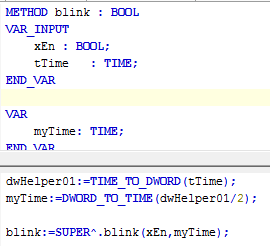 METHOD blink : BOOL
VAR_INPUT
xEn : BOOL;
tTime : TIME;
END_VAR
VAR
myTime: TIME;
END_VAR
dwHelper01:=TIME_TO_DWORD(tTime);
myTime:=DWORD_TO_TIME(dwHelper01/2);
blink:=SUPER^.blink(xEn,myTime);